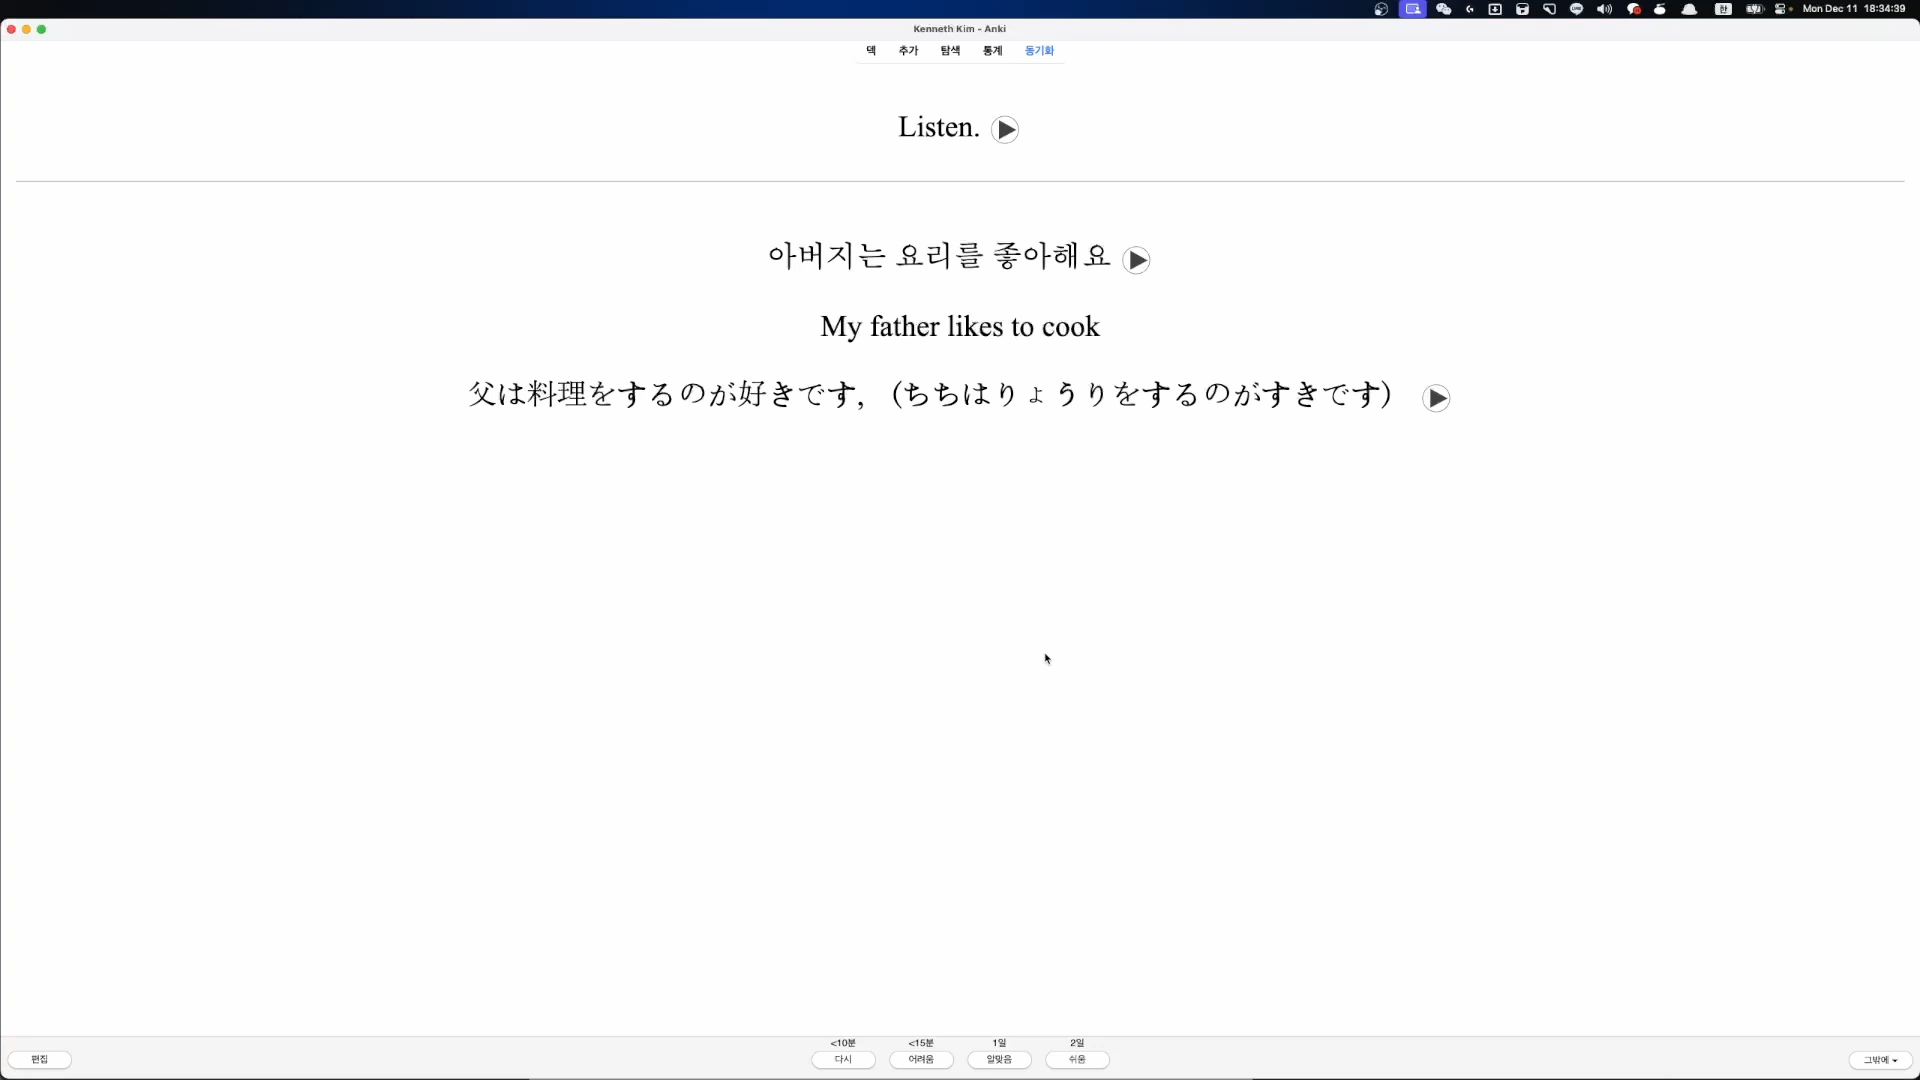 한 Mon Dec 11 18:34:39
Kenneth Kim - Anki
덱 추가 탐색 통계 동기화
Listen.
아버지는 요리를 좋아해요
My father likes to cook
父は料理をするのが好きです, （ちちはりょうりをするのがすきです）
<10분 <15분 1일 2일
편집 다시 어려움 알맞음 쉬움 그밖에